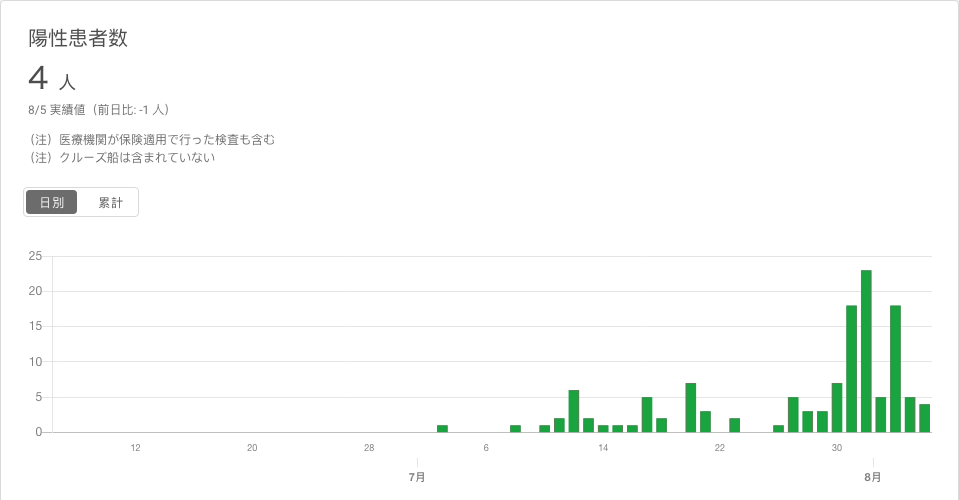 陽性患者数
4 人
8/5 実績値（前日比: -1 人）
（注）医療機関が保険適用で行った検査も含む
（注）クルーズ船は含まれていない
日別 累計
25
20
15
10
5
0
12 20 28 6 14 22 30
7月 8月